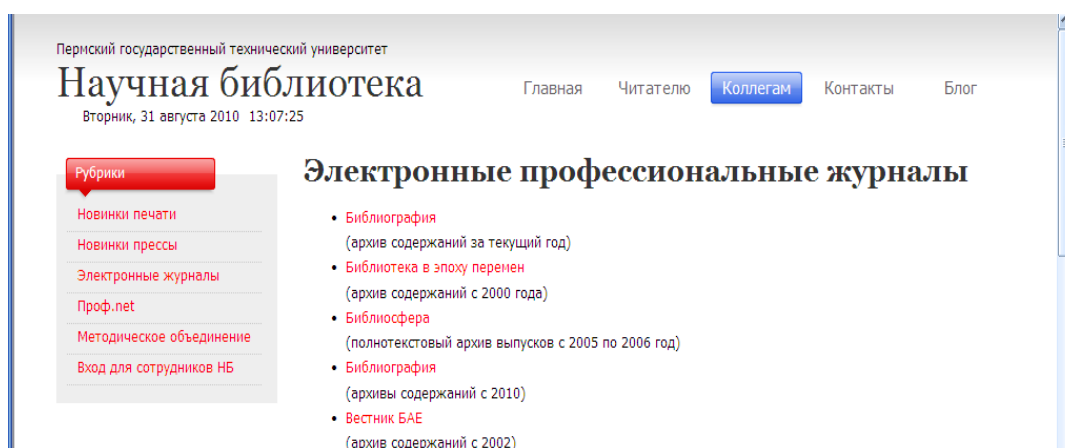 Пермский государственный технический университет
Научная библиотека
Главная Читателю Коллегам Контакты Блог
Вторник, 31 августа 2010 13:07:25
Рубрики
Новинки печати
Новинки прессы
Электронные журналы
Проф.net
Методическое объединение
Вход для сотрудников НБ
Электронные профессиональные журналы
• Библиография
(архив содержаний за текущий год)
• Библиотека в эпоху перемен
(архив содержаний с 2000 года)
• Библиосфера
(полнотекстовый архив выпусков с 2005 по 2006 год)
• Библиография
(архивы содержаний с 2010)
• Вестник БАЕ
(архив содержаний с 2002)